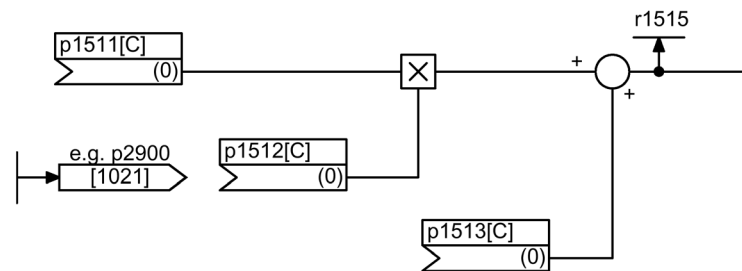 r1515
p1511[C]
(0)
+
+
e.g. p2900
[1021]
p1512[C]
(0)
p1513[C]
(0)